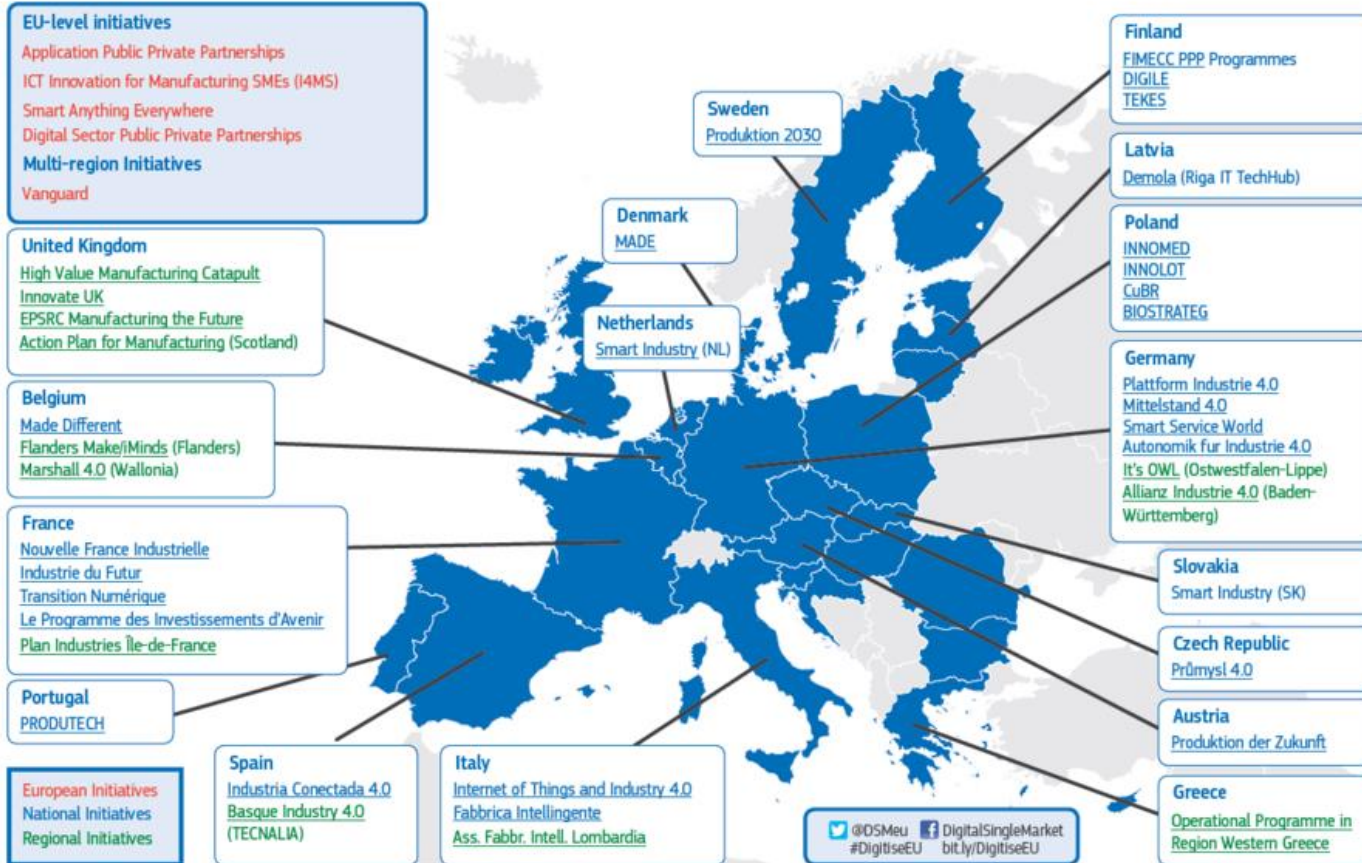 EU-level initiatives
Application Public Private Partnerships
ICT Innovation for Manufacturing SMEs (I4MS)
Smart Anything Everywhere
Digital Sector Public Private Partnerships
Multi-region Initiatives
Vanguard
United Kingdom
High Value Manufacturing Catapult
Innovate UK
EPSRC Manufacturing the Future
Action Plan for Manufacturing (Scotland)
Belgium
Made Different
Flanders Make/iMinds (Flanders)
Marshall 4.0 (Wallonia)
France
Nouvelle France Industrielle
Industrie du Futur
Transition Numérique
Le Programme des Investissements d'Avenir
Plan Industries Île-de-France
Portugal
PRODUTECH
European Initiatives
National Initiatives
Regional Initiatives
Spain
Industria Conectada 4.0
Basque Industry 4.0
(TECNALIA)
Italy
Internet of Things and Industry 4.0
Fabbrica Intellingente
Ass. Fabbr. Intell. Lombardia
Sweden
Produktion 2030
Denmark
MADE
Netherlands
Smart Industry (NL)
Finland
FIMECC PPP Programmes
DIGILE
TEKES
Latvia
Demola (Riga IT TechHub)
Poland
INNOMED
INNOLOT
CuBR
BIOSTRATEG
Germany
Plattform Industrie 4.0
Mittelstand 4.0
Smart Service World
Autonomik fur Industrie 4.0
It's OWL (Ostwestfalen-Lippe)
Allianz Industrie 4.0 (Baden-
Württemberg)
Slovakia
Smart Industry (SK)
Czech Republic
Průmysl 4.0
Austria
Produktion der Zukunft
Greece
Operational Programme in
Region Western Greece
@DSMeu DigitalSingleMarket
#DigitiseEU bit.ly/DigitiseEU